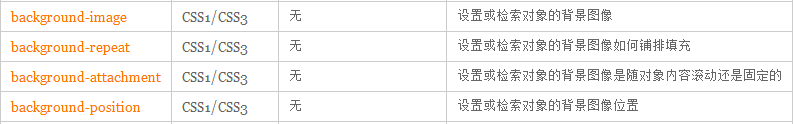 background-image CSS1/CSS3 无 设置或检索对象的背景图像
background-repeat CSS1/CSS3 无 设置或检索对象的背景图像如何铺排填充
background-attachment CSS1/CSS3 无 设置或检索对象的背景图像是随对象内容滚动还是固定的
background-position CSS1/CSS3 无 设置或检索对象的背景图像位置